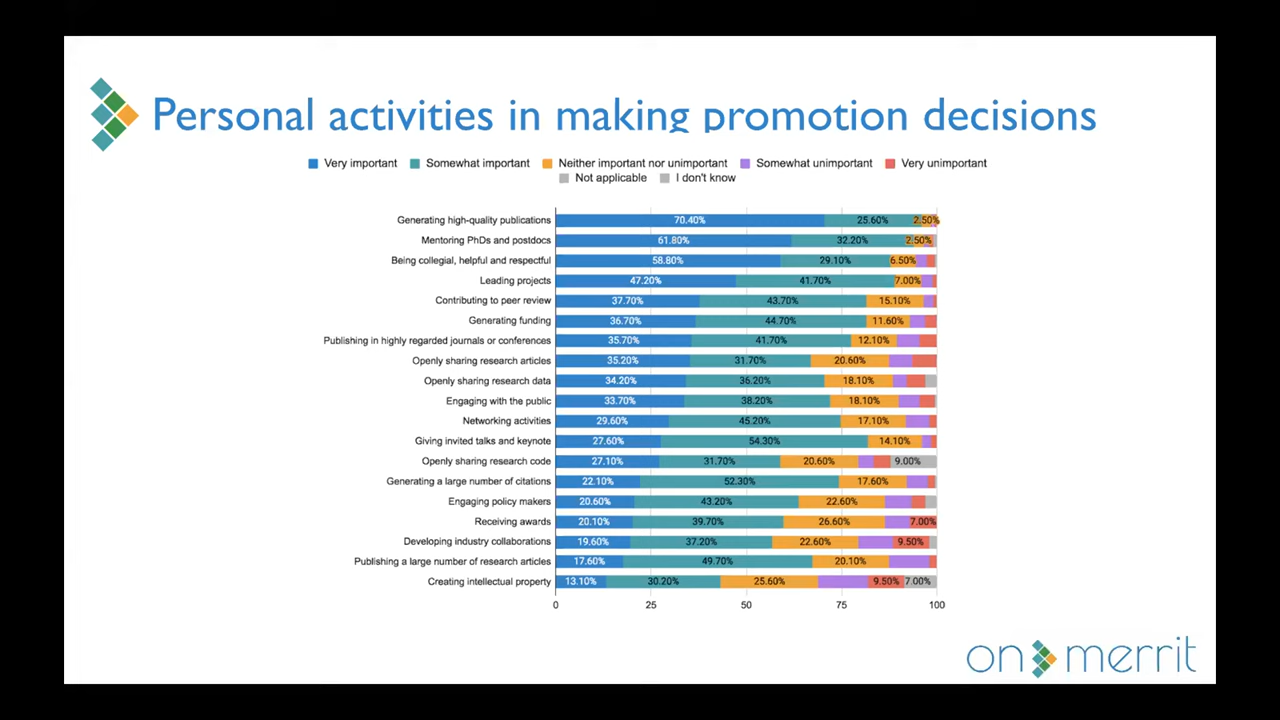 Personal activities in making promotion decisions
Very important Somewhat important Neither important nor unimportant Somewhat unimportant Very unimportant
Not applicable I don't know
Generating high-quality publications 70.40% 25.60% 2.50%
Mentoring PhDs and postdocs 61.80% 32.20% 2.50%
Being collegial, helpful and respectful 58.80% 29.10% 6.50%
Leading projects 47.20% 41.70% 7.00%
Contributing to peer review 37.70% 43.70% 15.10%
Generating funding 36.70% 44.70% 11.60%
Publishing in highly regarded journals or conferences 35.70% 41.70% 12.10%
Openly sharing research articles 35.20% 31.70% 20.60%
Openly sharing research data 34.20% 36.20% 18.10%
Engaging with the public 33.70% 38.20% 18.10%
Networking activities 29.60% 45.20% 17.10%
Giving invited talks and keynote 27.60% 54.30% 14.10%
Openly sharing research code 27.10% 31.70% 20.60% 9.00%
Generating a large number of citations 22.10% 52.30% 17.60%
Engaging policy makers 20.60% 43.20% 22.60%
Receiving awards 20.10% 39.70% 26.60% 7.00%
Developing industry collaborations 19.60% 37.20% 22.60% 9.50%
Publishing a large number of research articles 17.60% 49.70% 20.10%
Creating intellectual property 13.10% 30.20% 25.60% 9.50% 7.00%
0 25 50 75 100
on merrit